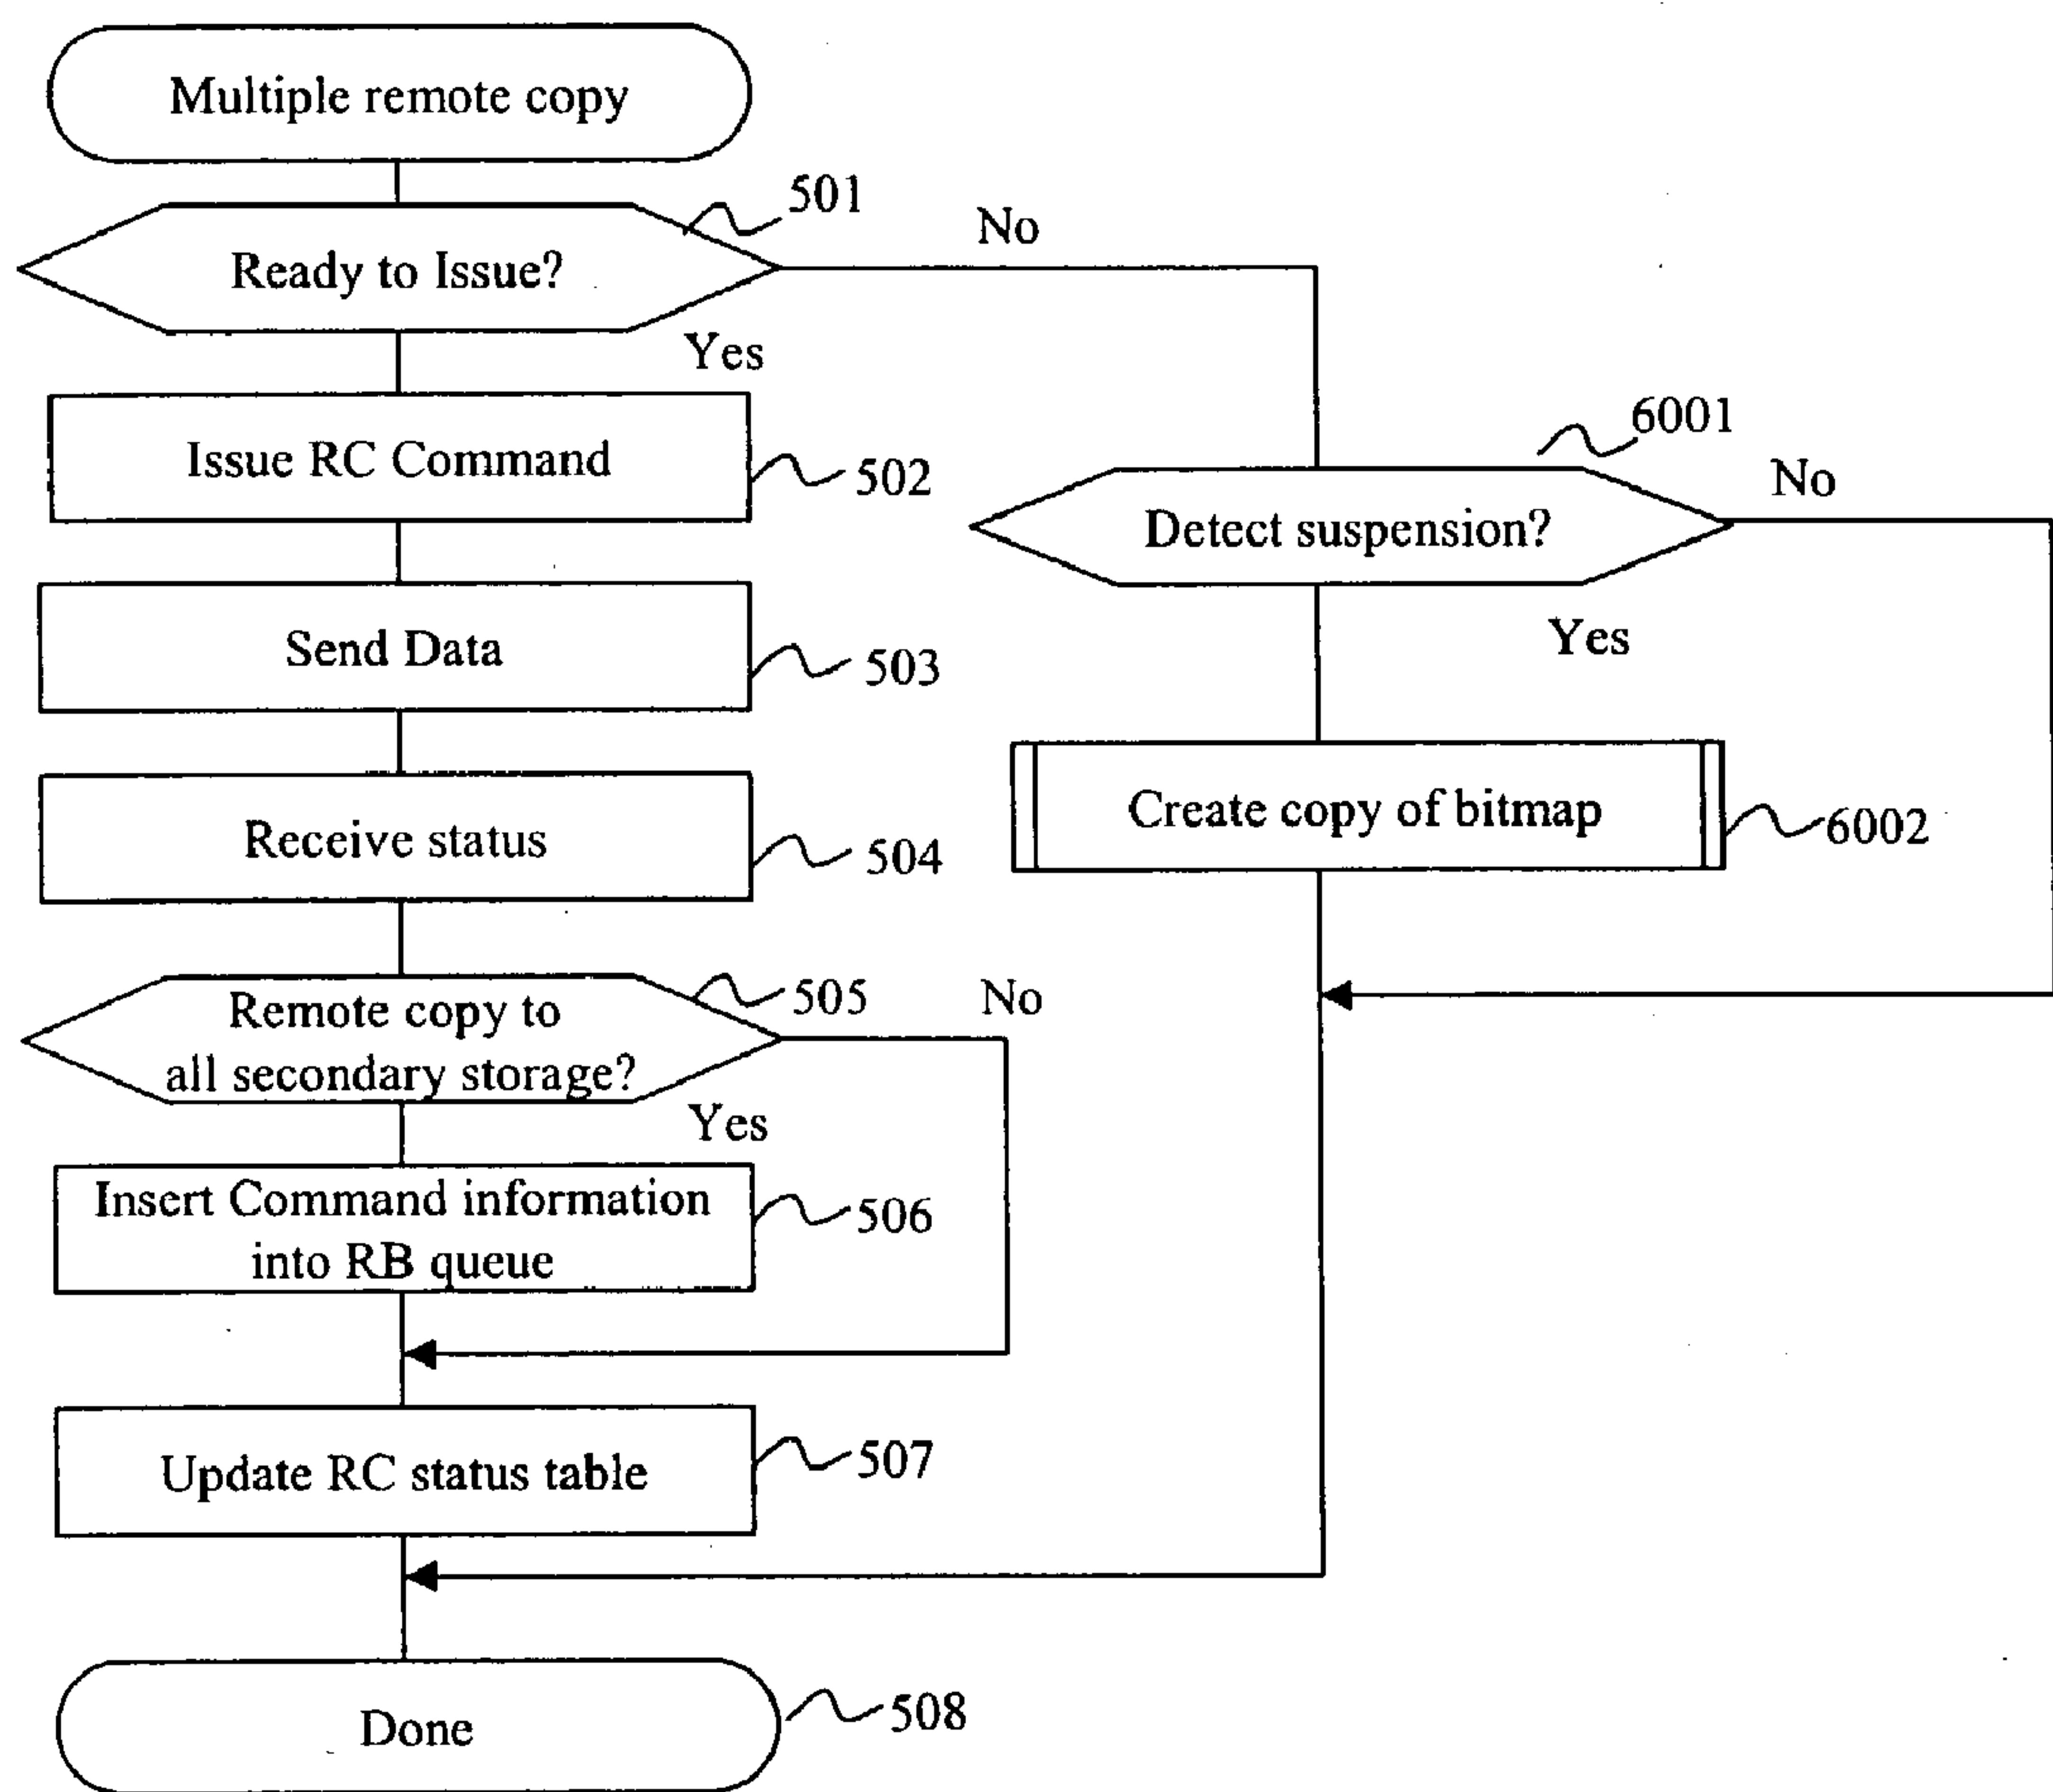 Multiple remote copy
501
No
Ready to Issue?
Yes
Issue RC Command
502
6001
No
Detect suspension?
Send Data
503
Yes
Receive status
504
Create copy of bitmap
6002
505
No
Remote copy to
all secondary storage?
Yes
Insert Command information
into RB queue
506
Update RC status table
507
Done
508